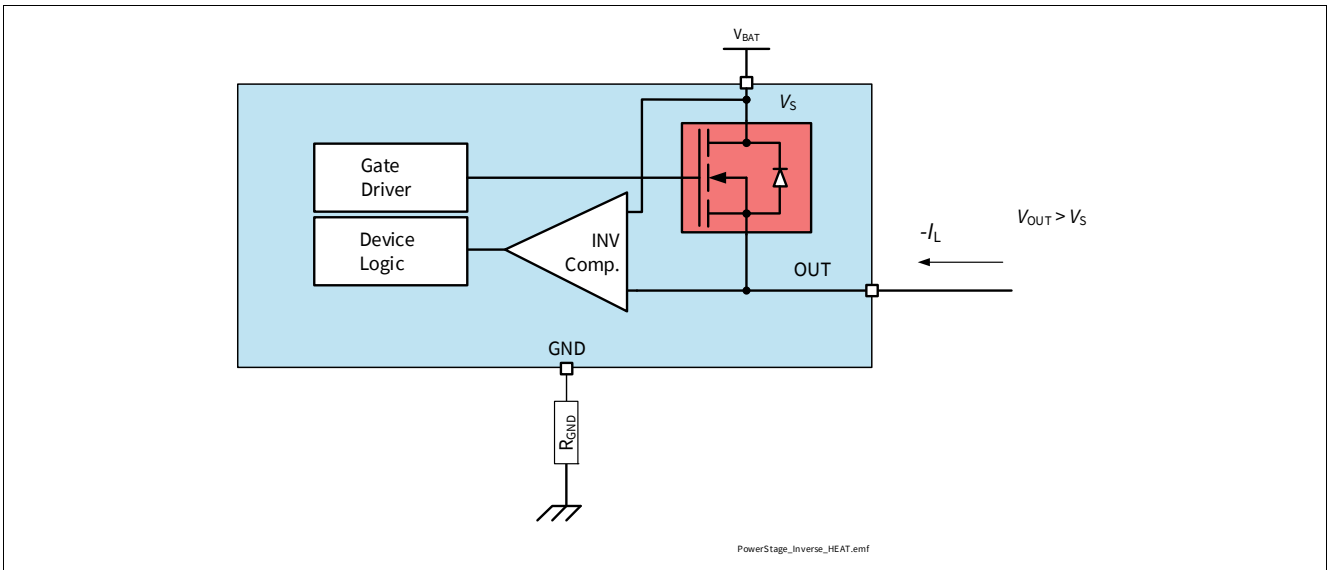 VBAT
VS
Gate
Driver
INV
Comp.
Device
Logic
OUT
-IL
VOUT > VS
GND
RGND
PowerStage_Inverse_HEAT.emf